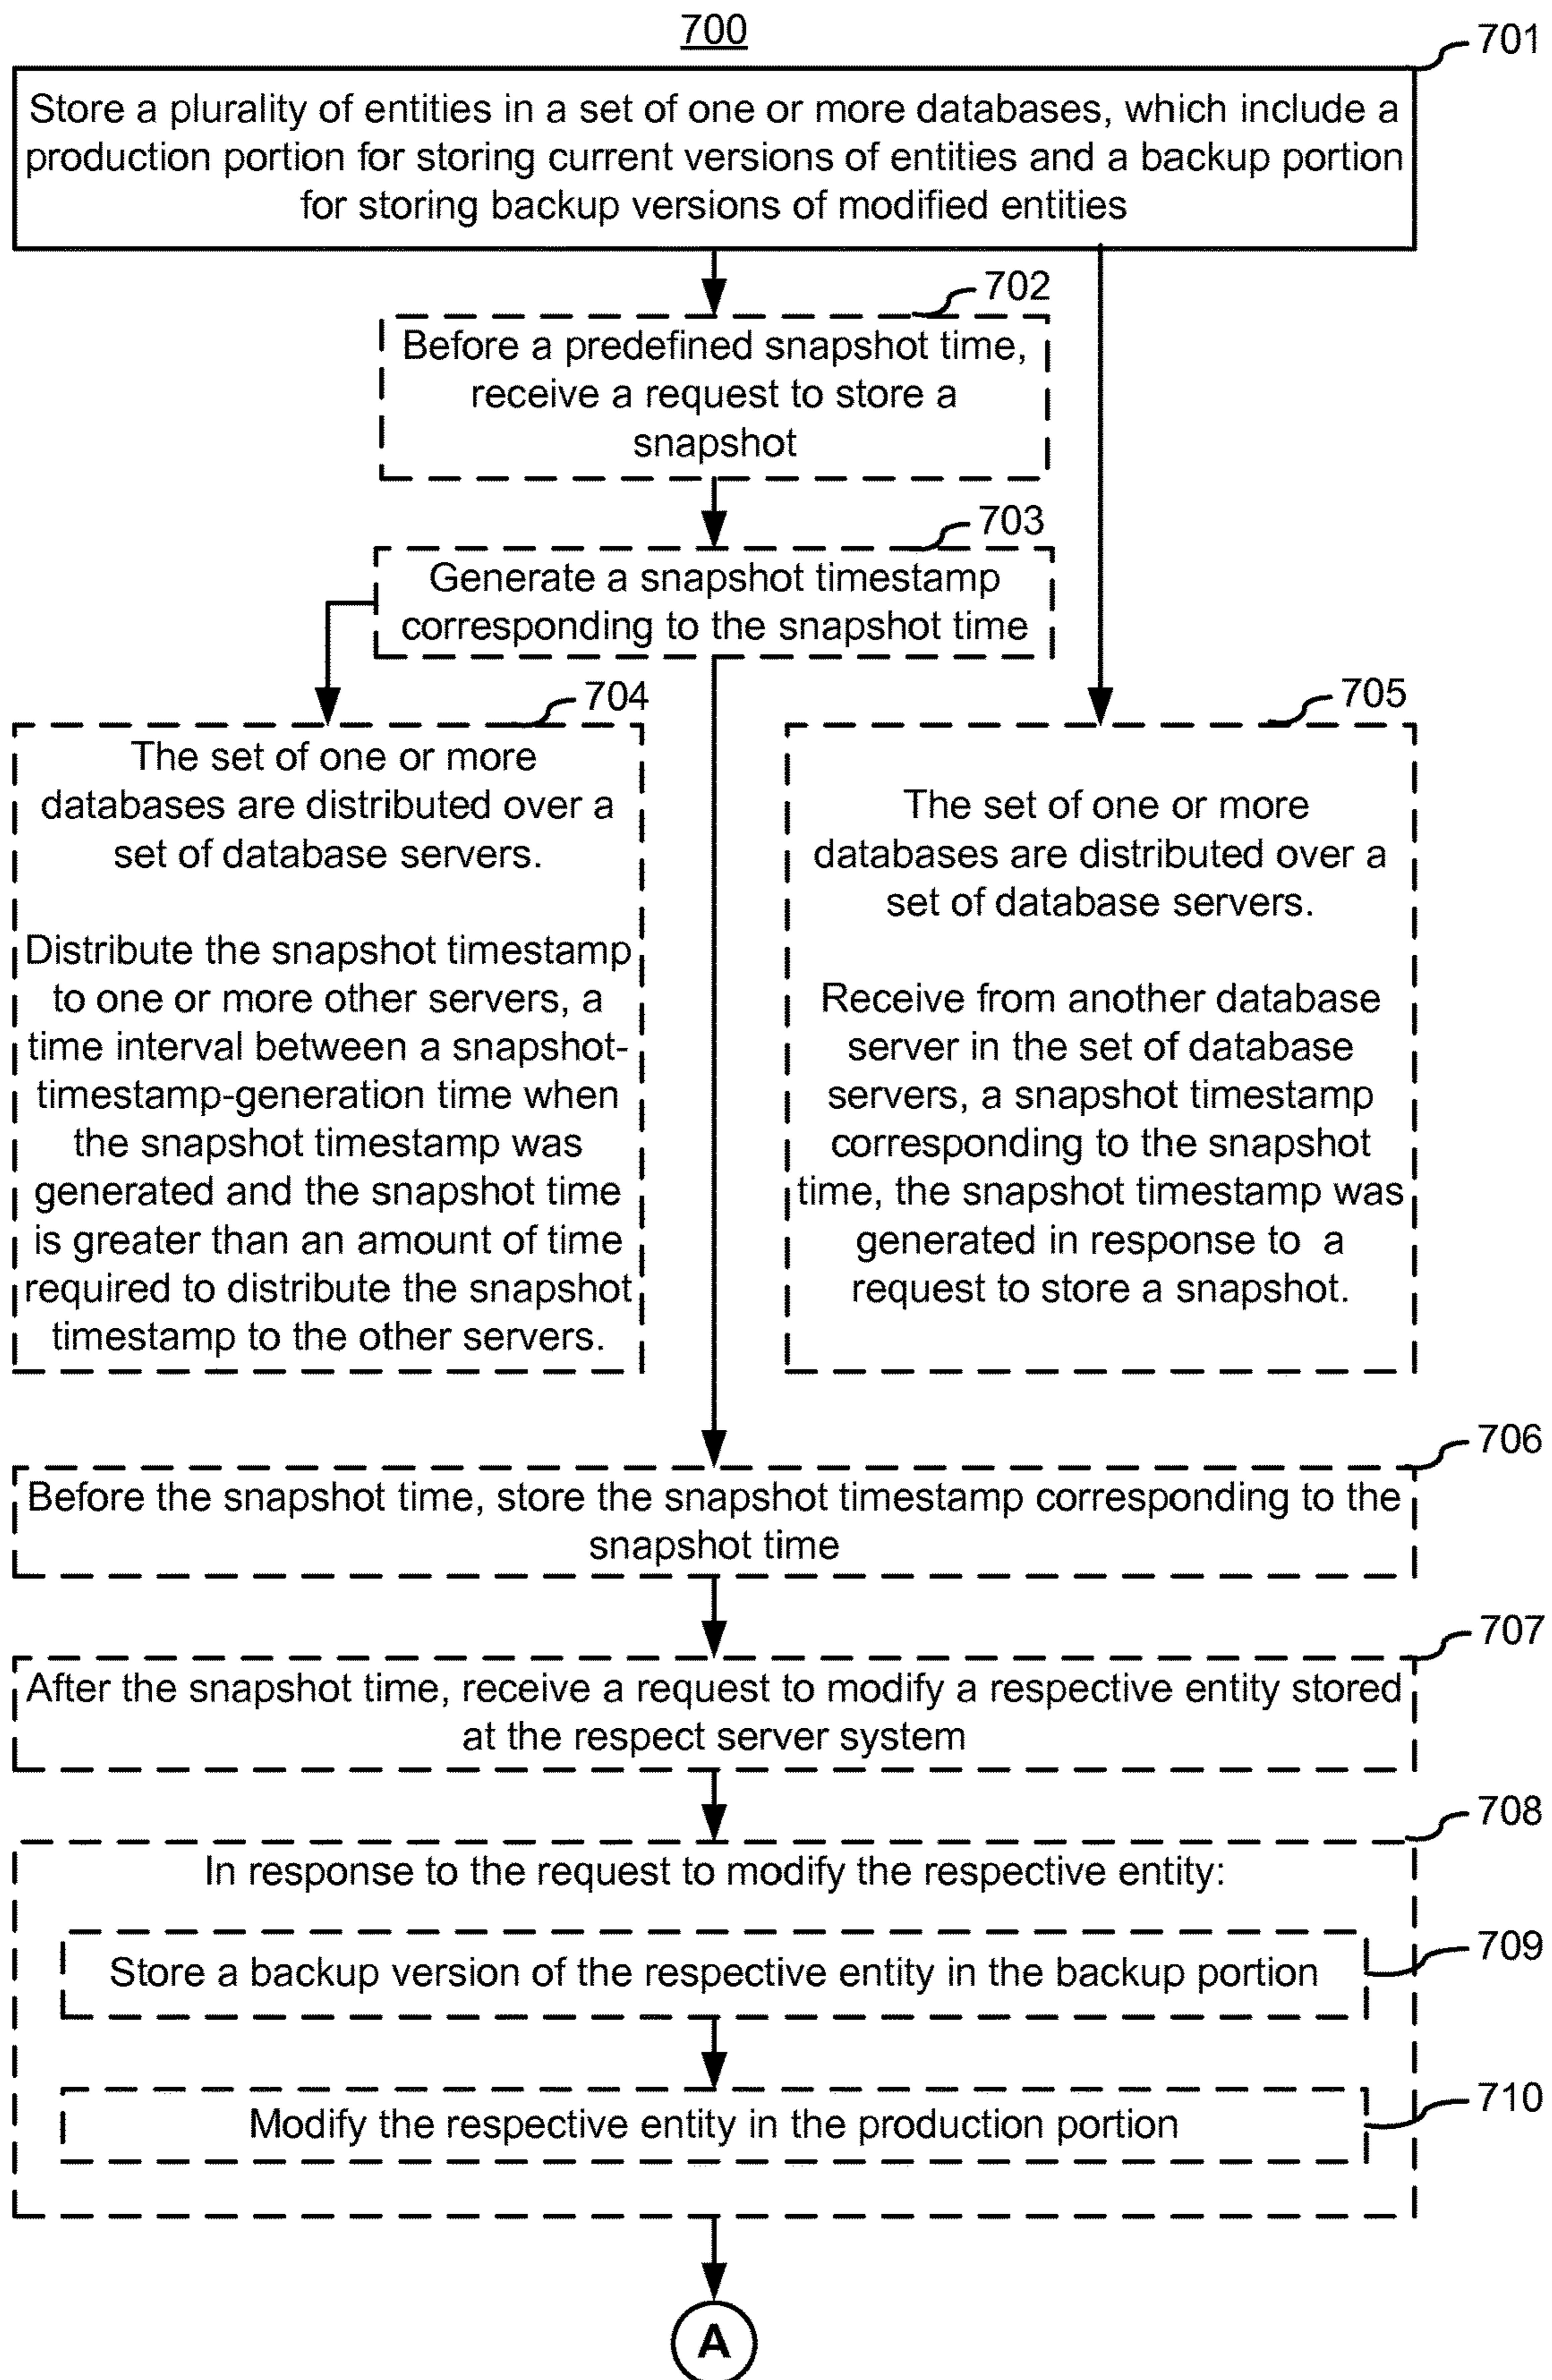 700
701
Store a plurality of entities in a set of one or more databases, which include a
production portion for storing current versions of entities and a backup portion
for storing backup versions of modified entities
702
Before a predefined snapshot time,
receive a request to store a
snapshot
703
Generate a snapshot timestamp
corresponding to the snapshot time
704
The set of one or more
databases are distributed over a
set of database servers.
Distribute the snapshot timestamp
to one or more other servers, a
time interval between a snapshot-
timestamp-generation time when
the snapshot timestamp was
generated and the snapshot time
is greater than an amount of time
required to distribute the snapshot
timestamp to the other servers.
705
The set of one or more
databases are distributed over a
set of database servers.
Receive from another database
server in the set of database
servers, a snapshot timestamp
corresponding to the snapshot
time, the snapshot timestamp was
generated in response to a
request to store a snapshot.
706
Before the snapshot time, store the snapshot timestamp corresponding to the
snapshot time
707
After the snapshot time, receive a request to modify a respective entity stored
at the respect server system
708
In response to the request to modify the respective entity:
709
Store a backup version of the respective entity in the backup portion
710
Modify the respective entity in the production portion
A